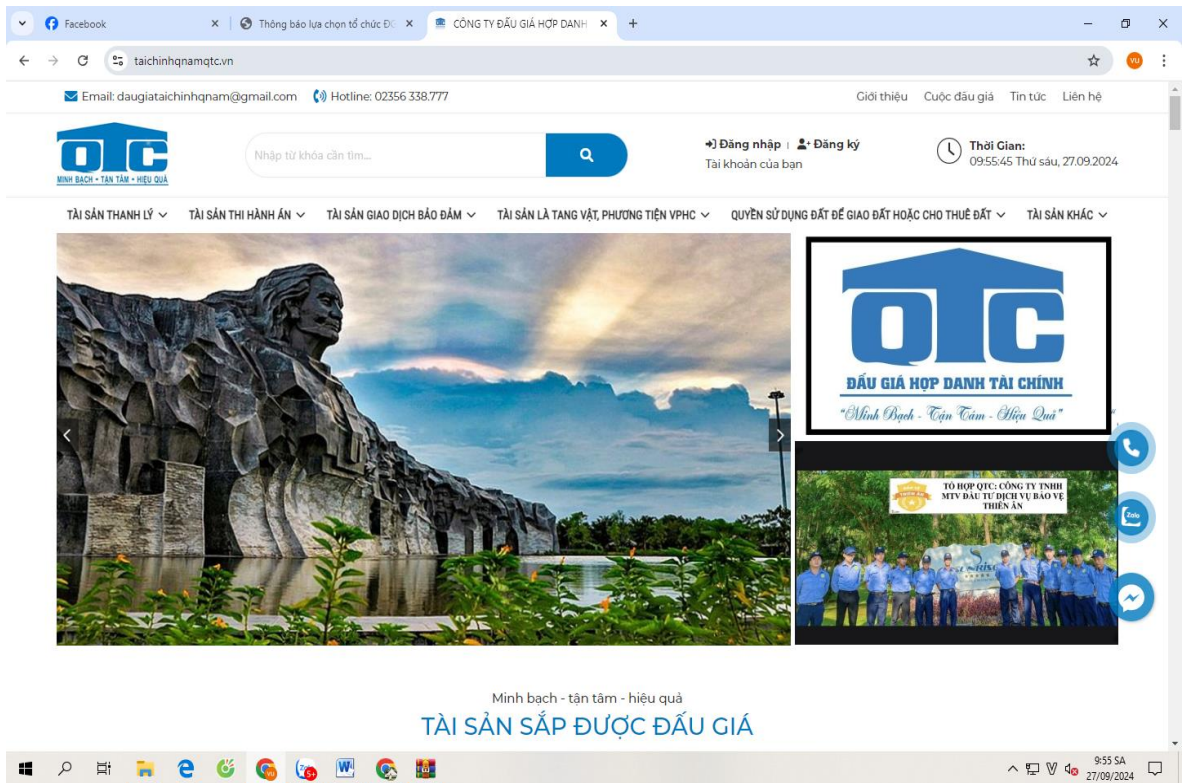 Facebook
Thông báo lựa chọn tổ chức ĐG
CÔNG TY ĐẤU GIÁ HỢP DANH
taichinhqnamqtc.vn
VU
Email: daugiataichinhqnam@gmail.com
Hotline: 02356 338.777
Giới thiệu
Cuộc đấu giá
Tin tức
Liên hệ
QTC
MINH BẠCH - TẬN TÂM - HIỆU QUẢ
Nhập từ khóa cần tìm...
Đăng nhập | Đăng ký
Tài khoản của bạn
Thời Gian:
09:55:45 Thứ sáu, 27.09.2024
TÀI SẢN THANH LÝ
TÀI SẢN THI HÀNH ÁN
TÀI SẢN GIAO DỊCH BẢO ĐẢM
TÀI SẢN LÀ TANG VẬT, PHƯƠNG TIỆN VPHC
QUYỀN SỬ DỤNG ĐẤT ĐỂ GIAO ĐẤT HOẶC CHO THUÊ ĐẤT
TÀI SẢN KHÁC
QTC
ĐẤU GIÁ HỢP DANH TÀI CHÍNH
"Minh Bạch - Tận Tâm - Hiệu Quả"
TỔ HỢP QTC: CÔNG TY TNHH
MTV ĐẦU TƯ DỊCH VỤ BẢO VỆ
THIÊN ÂN
Zalo
Minh bạch - tận tâm - hiệu quả
TÀI SẢN SẮP ĐƯỢC ĐẤU GIÁ
9:55 SA
27/09/2024